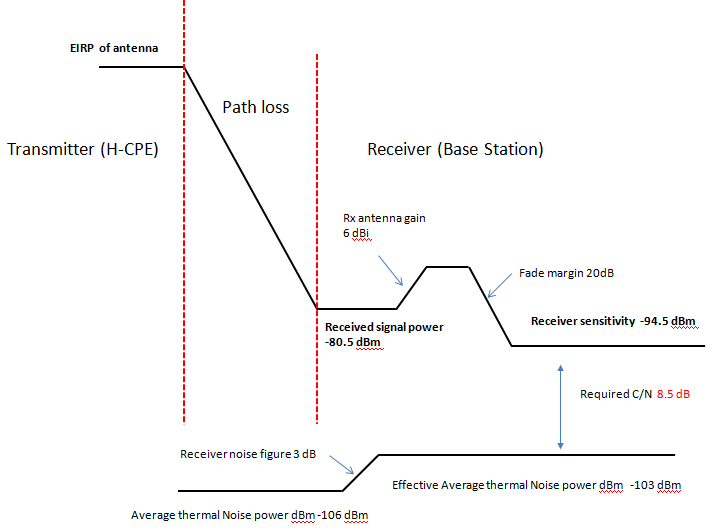 EIRP of antenna
Path loss
Transmitter (H-CPE)
Receiver (Base Station)
Rx antenna gain
6 dBi
Fade margin 20dB
Received signal power
-80.5 dBm
Receiver sensitivity -94.5 dBm
Required C/N 8.5 dB
Receiver noise figure 3 dB
Effective Average thermal Noise power dBm -103 dBm
Average thermal Noise power dBm -106 dBm